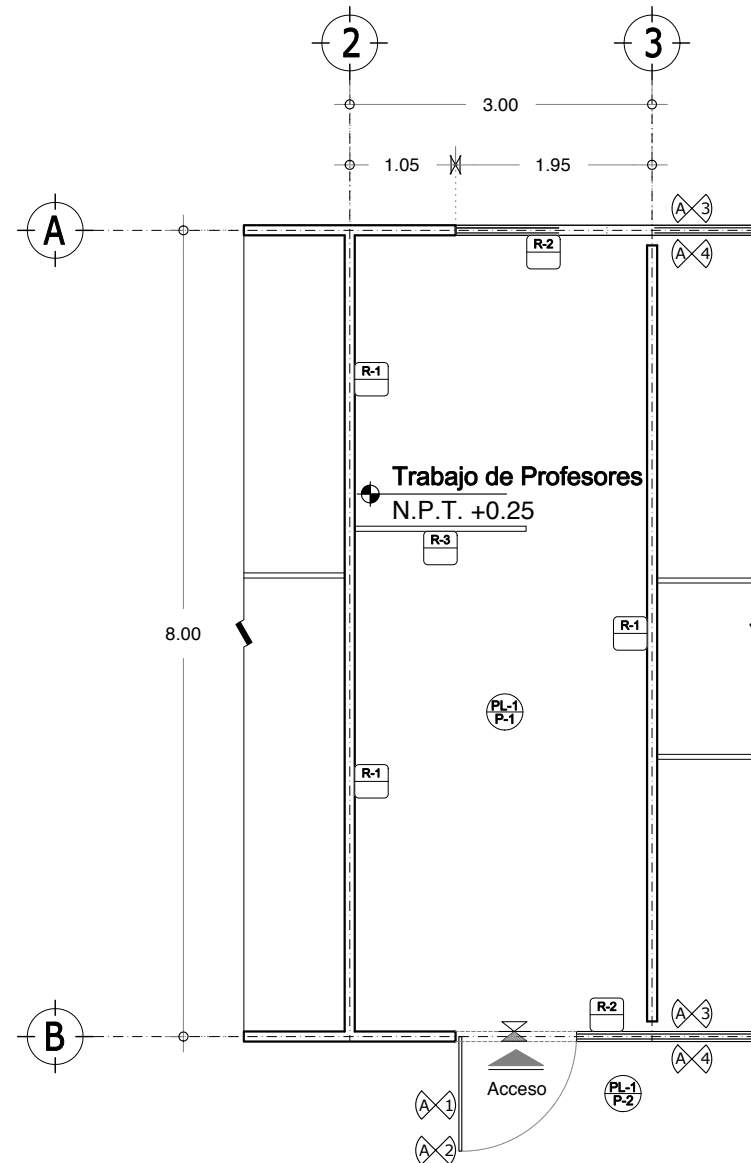 2
3
3.00
1.05
1.95
A
A 3
R-2
A 4
R-1
Trabajo de Profesores
N.P.T. +0.25
R-3
8.00
R-1
PL-1
P-1
R-1
R-2
A 3
B
A 4
Acceso
PL-1
P-2
A 1
A 2